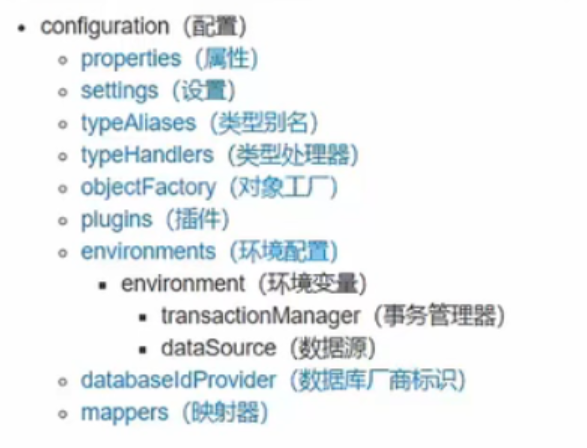 configuration（配置）
properties（属性）
settings（设置）
typeAliases（类型别名）
typeHandlers（类型处理器）
objectFactory（对象工厂）
plugins（插件）
environments（环境配置）
environment（环境变量）
transactionManager（事务管理器）
dataSource（数据源）
databaseIdProvider（数据库厂商标识）
mappers（映射器）